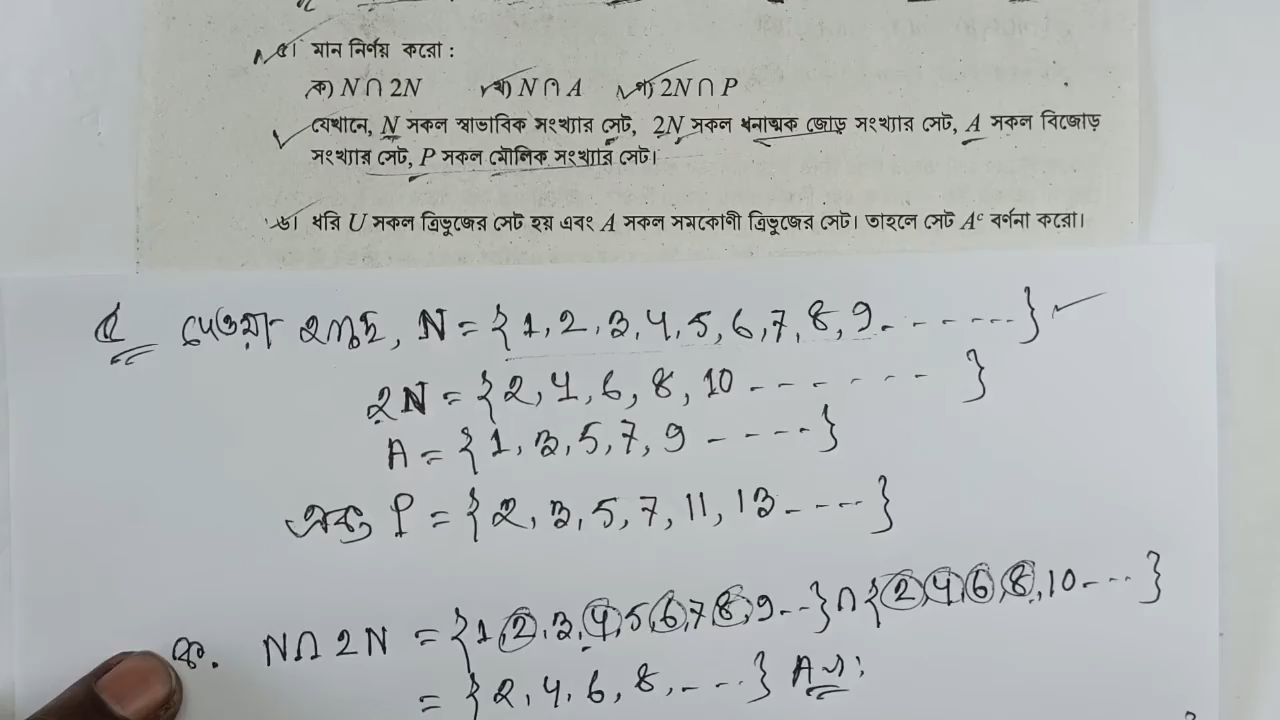 ৫। মান নির্ণয় করো :
ক) N ∩ 2N খ) N ∩ A গ) 2N ∩ P
যেখানে, N সকল স্বাভাবিক সংখ্যার সেট, 2N সকল ধনাত্মক জোড় সংখ্যার সেট, A সকল বিজোড়
সংখ্যার সেট, P সকল মৌলিক সংখ্যার সেট।
৬। ধরি U সকল ত্রিভুজের সেট হয় এবং A সকল সমকোণী ত্রিভুজের সেট। তাহলে সেট Aᶜ বর্ণনা করো।
৫ দেওয়া আছে, N = {1, 2, 3, 4, 5, 6, 7, 8, 9 - - - - - - -}
2N = {2, 4, 6, 8, 10 - - - - - - -}
A = {1, 3, 5, 7, 9 - - - - -}
এবং P = {2, 3, 5, 7, 11, 13 - - - - -}
ক. N ∩ 2N = {1, 2, 3, 4, 5, 6, 7, 8, 9 - - -} ∩ {2, 4, 6, 8, 10 - - - -}
= {2, 4, 6, 8, - - - -} Ans: